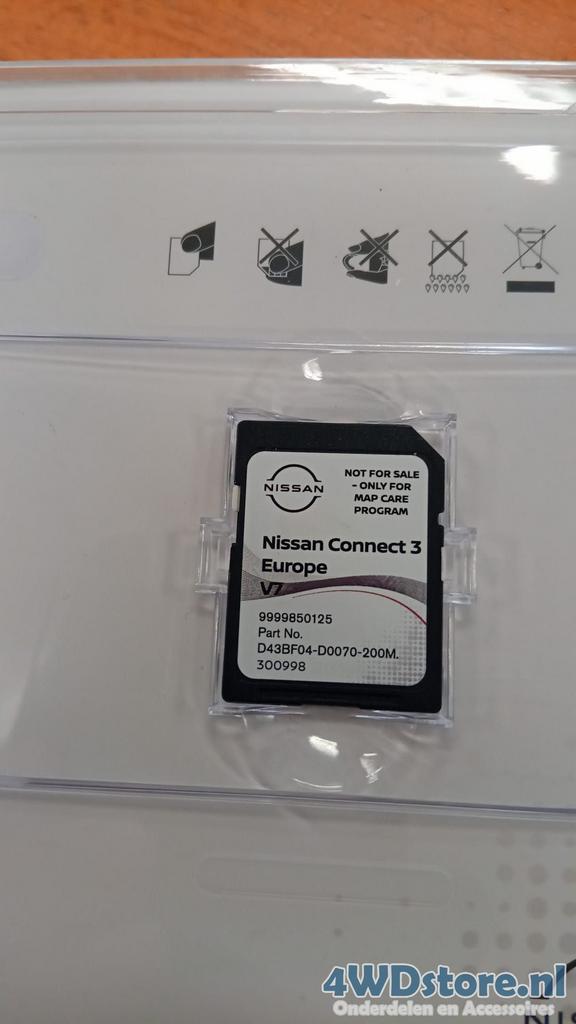 NISSAN
NOT FOR SALE
- ONLY FOR
MAP CARE
PROGRAM
Nissan Connect 3
Europe
V7
9999850125
Part No.
D43BF04-D0070-200M.
300998
4WDstore.nl
Onderdelen en Accessoires